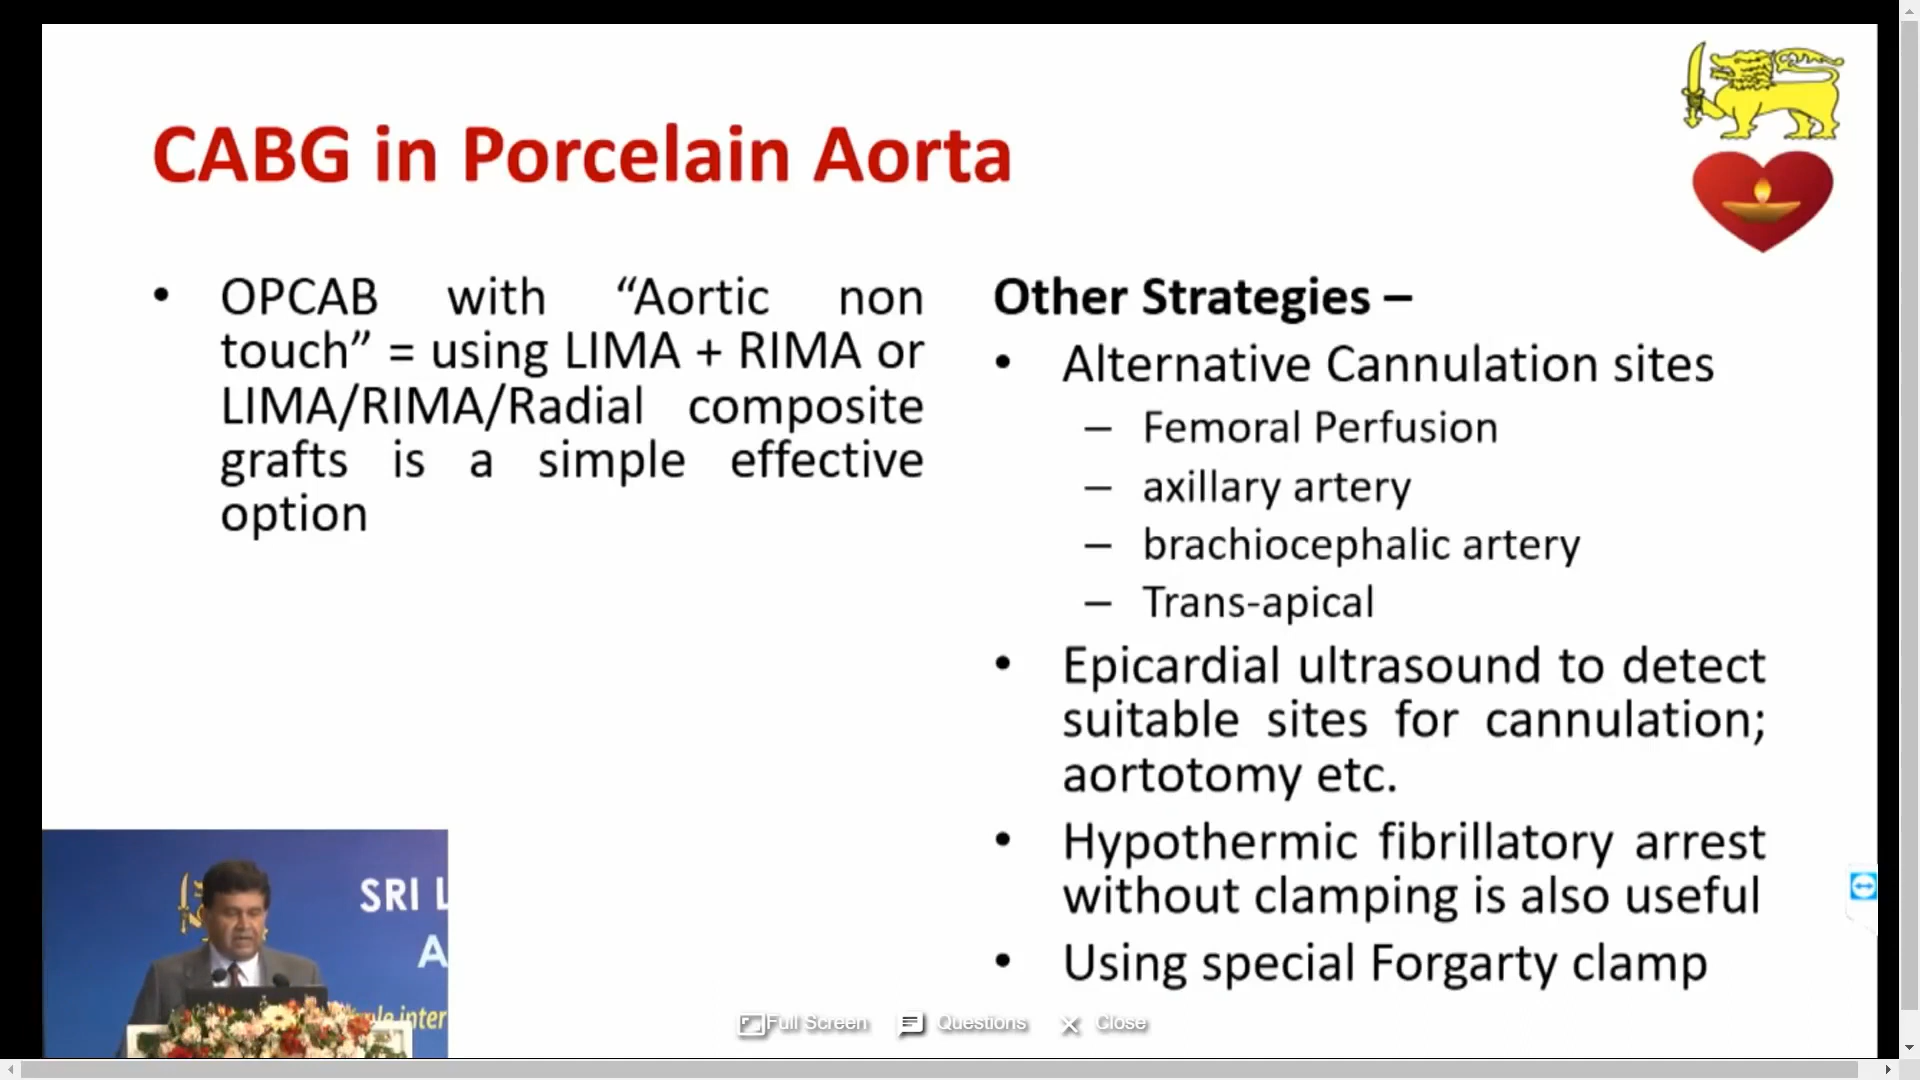 CABG in Porcelain Aorta
• OPCAB with “Aortic non
touch” = using LIMA + RIMA or
LIMA/RIMA/Radial composite
grafts is a simple effective
option
Other Strategies –
• Alternative Cannulation sites
– Femoral Perfusion
– axillary artery
– brachiocephalic artery
– Trans-apical
• Epicardial ultrasound to detect
suitable sites for cannulation;
aortotomy etc.
• Hypothermic fibrillatory arrest
without clamping is also useful
• Using special Forgarty clamp
SRI L
A
inter
Full Screen Questions Close